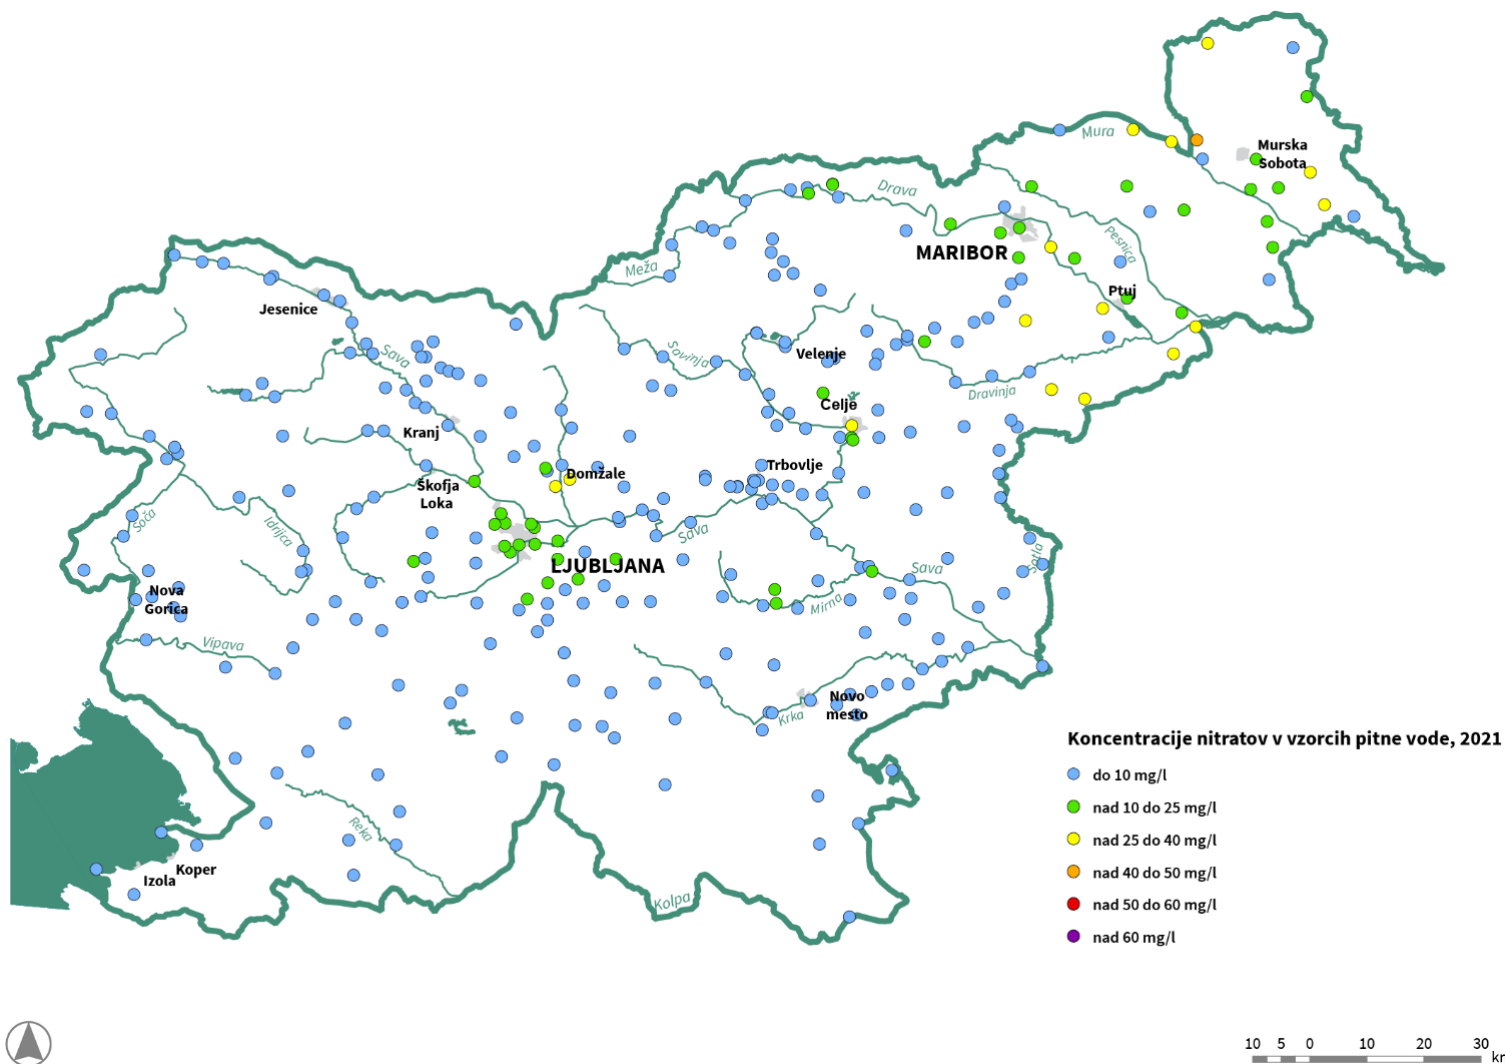 Mura
Murska
Sobota
Drava
MARIBOR
Pesnica
Meža
Ptuj
Jesenice
Sava
Savinja
Velenje
Dravinja
Celje
Kranj
Domžale
Trbovlje
Škofja
Loka
Soča
Idrijca
Sava
Sotla
LJUBLJANA
Sava
Nova
Gorica
Mirna
Vipava
Novo
mesto
Krka
Koncentracije nitratov v vzorcih pitne vode, 2021
do 10 mg/l
nad 10 do 25 mg/l
nad 25 do 40 mg/l
nad 40 do 50 mg/l
nad 50 do 60 mg/l
nad 60 mg/l
Reka
Koper
Izola
Kolpa
10 5 0 10 20 30